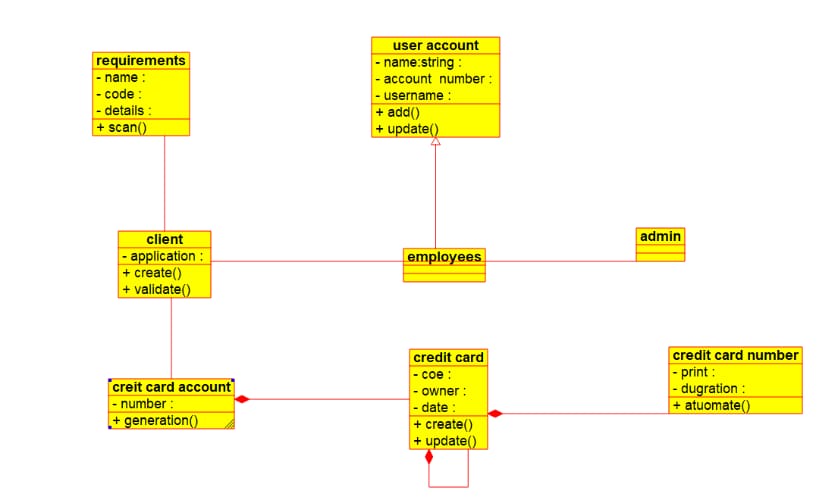 requirements
- name :
- code :
- details :
+ scan()
user account
- name:string :
- account number :
- username :
+ add()
+ update()
client
- application :
+ create()
+ validate()
employees
admin
creit card account
- number :
+ generation()
credit card
- coe :
- owner :
- date :
+ create()
+ update()
credit card number
- print :
- dugration :
+ atuomate()